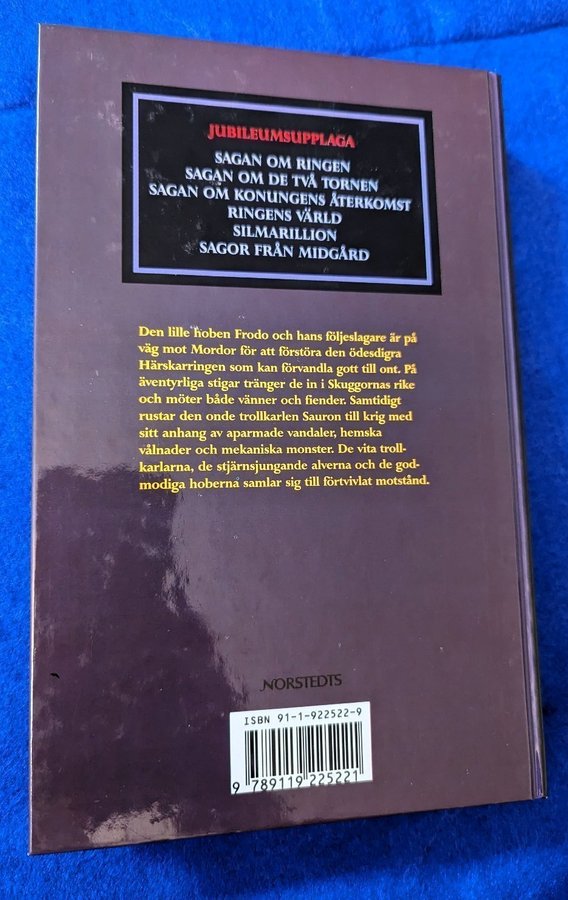 JUBILEUMSUPPLAGA
SAGAN OM RINGEN
SAGAN OM DE TVÅ TORNEN
SAGAN OM KONUNGENS ÅTERKOMST
RINGENS VÄRLD
SILMARILLION
SAGOR FRÅN MIDGÅRD
Den lille hoben Frodo och hans följeslagare är på
väg mot Mordor för att förstöra den ödesdigra
Härskarringen som kan förvandla gott till ont. På
äventyrliga stigar tränger de in i Skuggornas rike
och möter både vänner och fiender. Samtidigt
rustar den onde trollkarlen Sauron till krig med
sitt anhang av aparmade vandaler, hemska
vålnader och mekaniska monster. De vita troll-
karlarna, de stjärnsjungande alverna och de god-
modiga hoberna samlar sig till förtvivlat motstånd.
NORSTEDTS
ISBN 91-1-922522-9
9 789119 225221